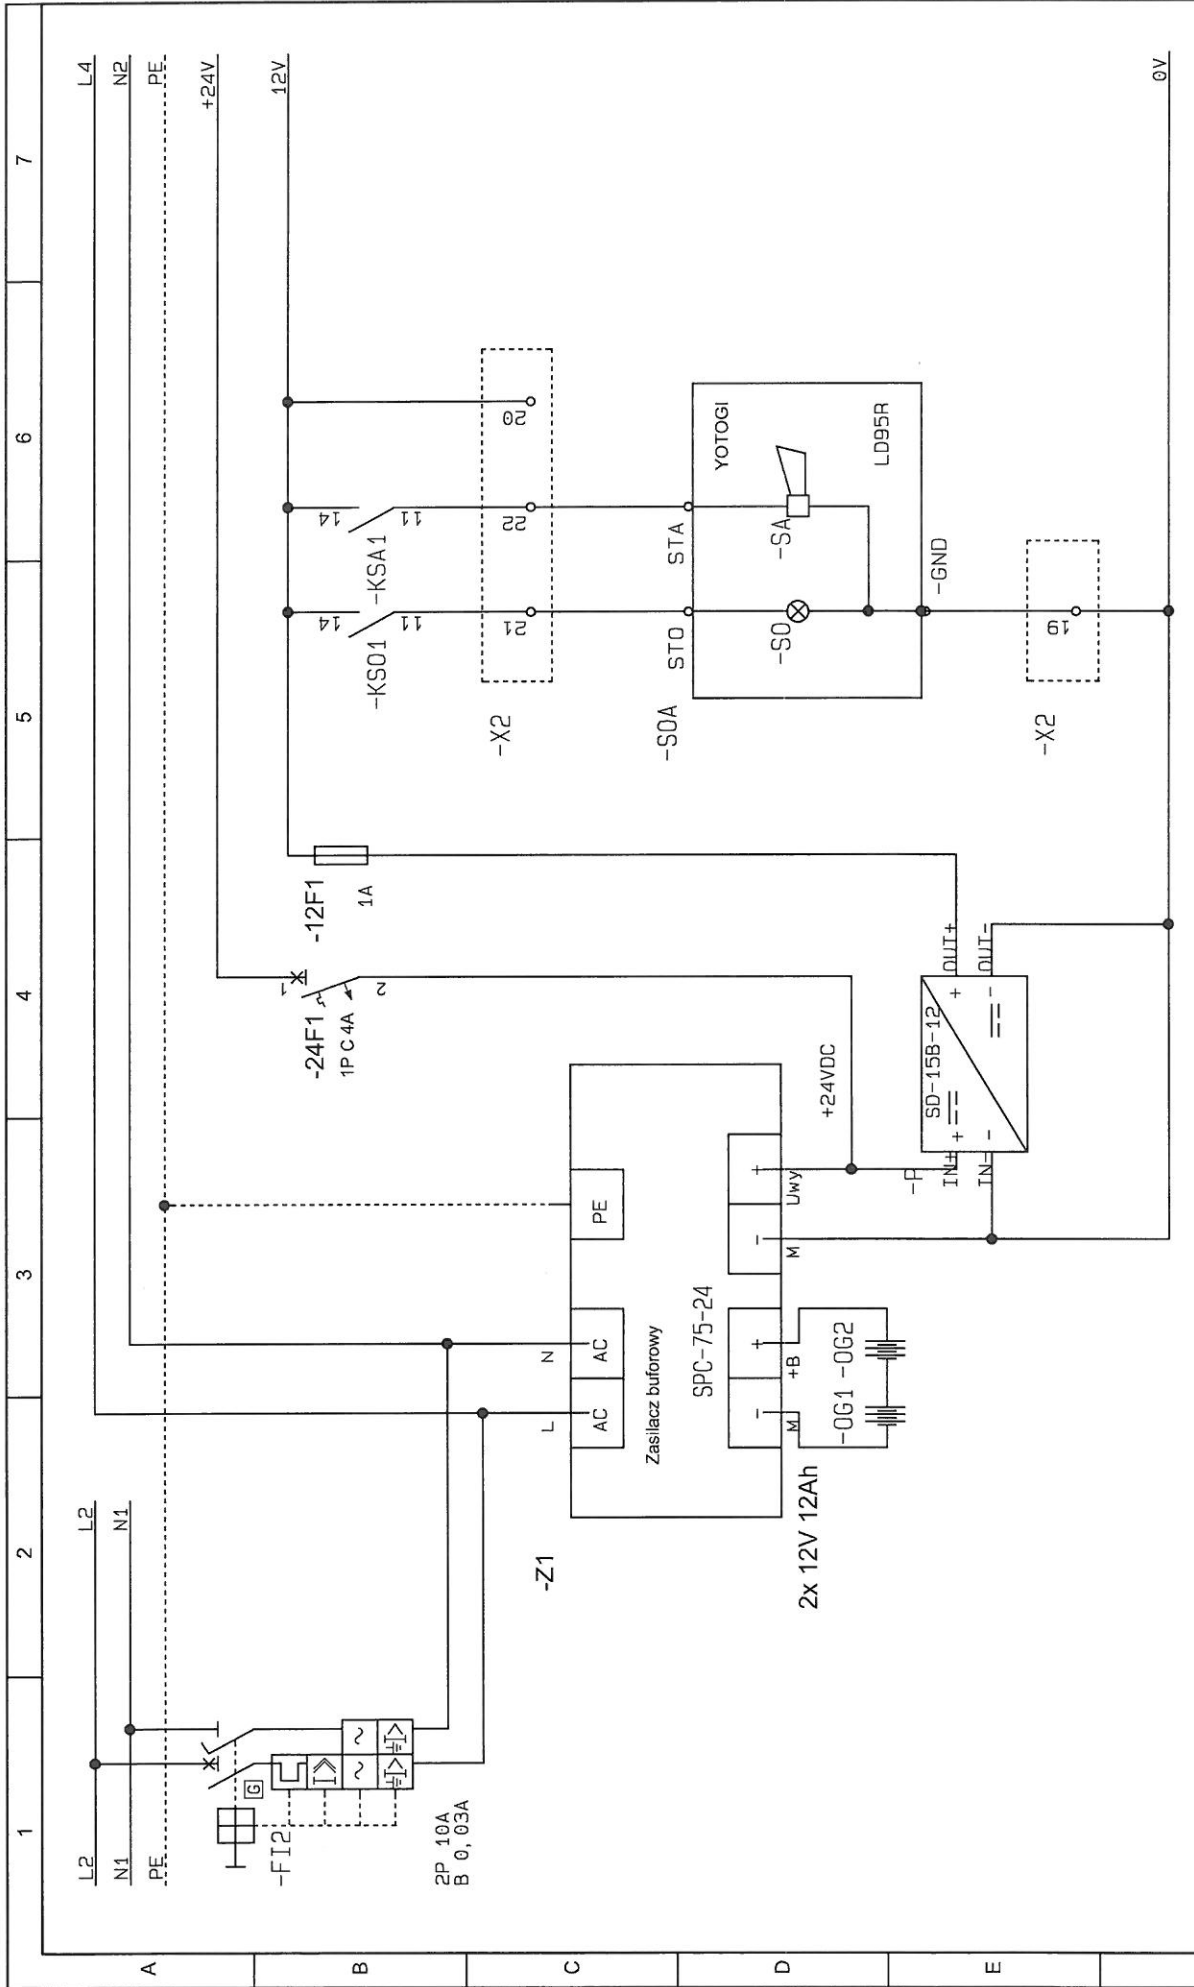 1 2 3 4 5 6 7
A
B
C
D
E
L2 L2 L4
N1 N1 N2
PE PE
+24V
12V
0V
-FI2
G
2P 10A
B 0,03A
-Z1
L N
AC AC PE
Zasilacz buforowy
SPC-75-24
- + - +
M +B M Uwy
-OG1 -OG2
2x 12V 12Ah
+24VDC
-24F1
1P C 4A
1
2
-12F1
1A
-P
IN+ + SD-15B-12 + OUT+
IN- - - OUT-
-KSO1
14
11
-KSA1
14
11
-X2
21 22 20
-SOA
STO STA
YOTOGI
-SO -SA
LD95R
-GND
-X2
19